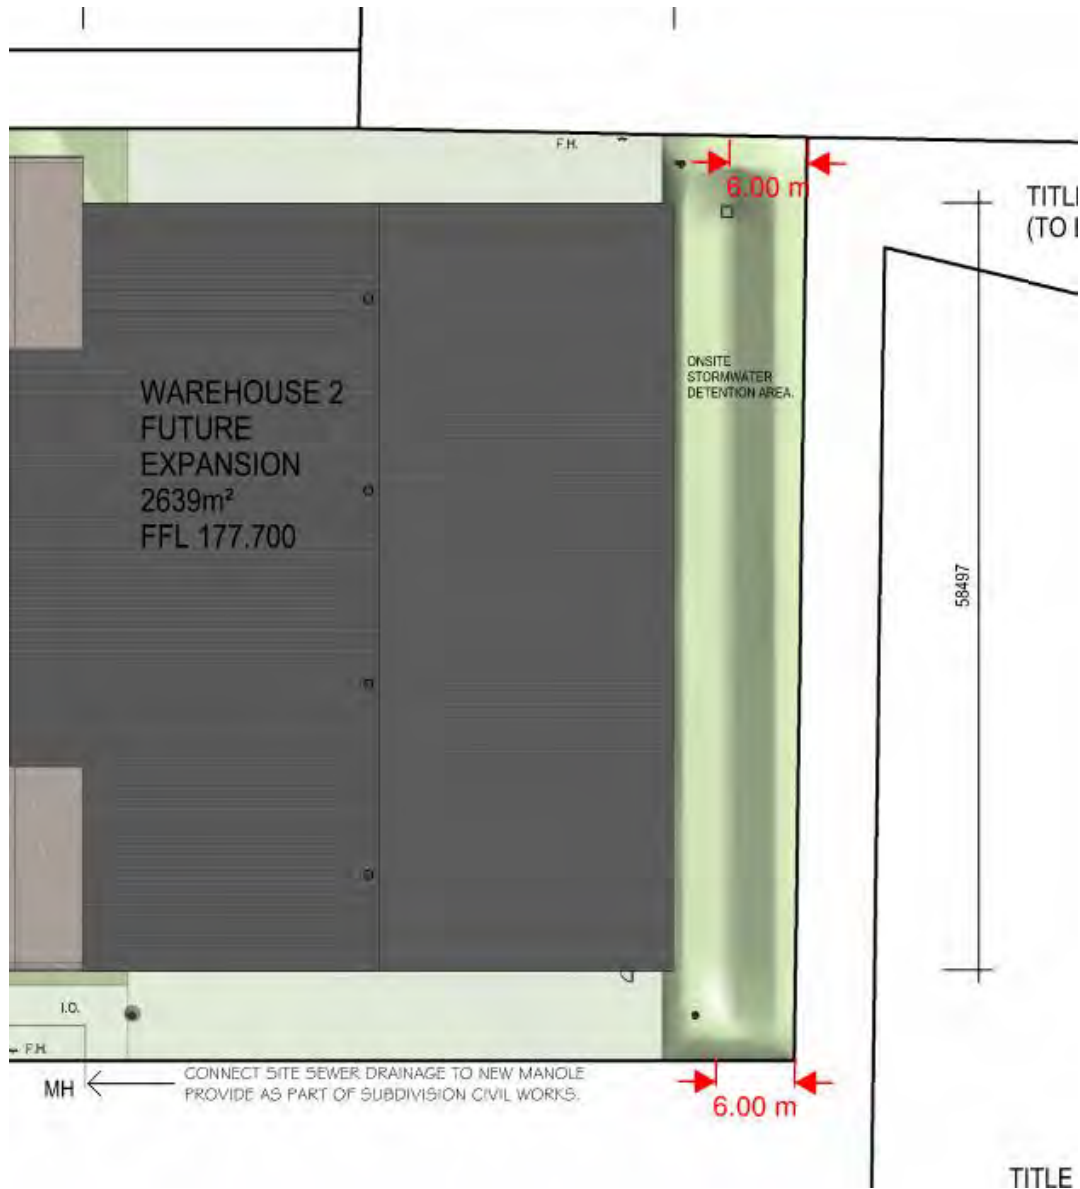 F.H.
6.00 m
TITLE
(TO
ONSITE
STORMWATER
DETENTION AREA.
WAREHOUSE 2
FUTURE
EXPANSION
2639m²
FFL 177.700
58497
I.O.
F.H.
MH
CONNECT SITE SEWER DRAINAGE TO NEW MANOLE
PROVIDE AS PART OF SUBDIVISION CIVIL WORKS.
6.00 m
TITLE